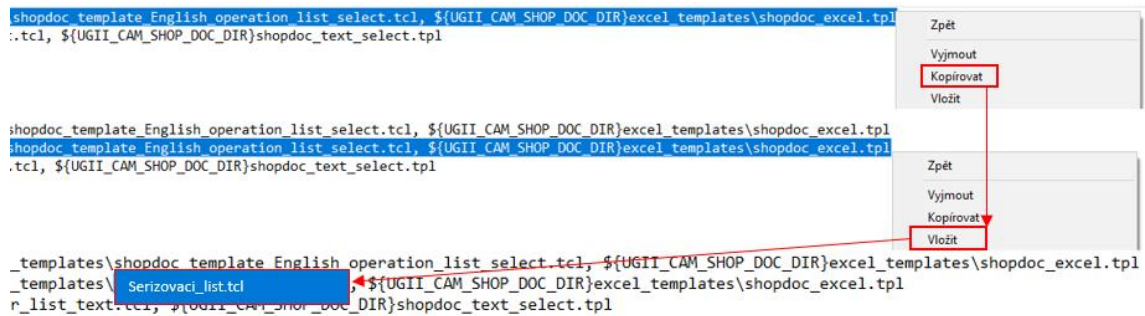 shopdoc_template_English_operation_list_select.tcl, ${UGII_CAM_SHOP_DOC_DIR}excel_templates\shopdoc_excel.tpl
.tcl, ${UGII_CAM_SHOP_DOC_DIR}shopdoc_text_select.tpl
Zpět
Vyjmout
Kopírovat
Vložit
shopdoc_template_English_operation_list_select.tcl, ${UGII_CAM_SHOP_DOC_DIR}excel_templates\shopdoc_excel.tpl
shopdoc_template_English_operation_list_select.tcl, ${UGII_CAM_SHOP_DOC_DIR}excel_templates\shopdoc_excel.tpl
.tcl, ${UGII_CAM_SHOP_DOC_DIR}shopdoc_text_select.tpl
Zpět
Vyjmout
Kopírovat
Vložit
_templates\shopdoc_template_English_operation_list_select.tcl, ${UGII_CAM_SHOP_DOC_DIR}excel_templates\shopdoc_excel.tpl
_templates\ Serizovaci_list.tcl , ${UGII_CAM_SHOP_DOC_DIR}excel_templates\shopdoc_excel.tpl
r_list_text.tcl, ${UGII_CAM_SHOP_DOC_DIR}shopdoc_text_select.tpl